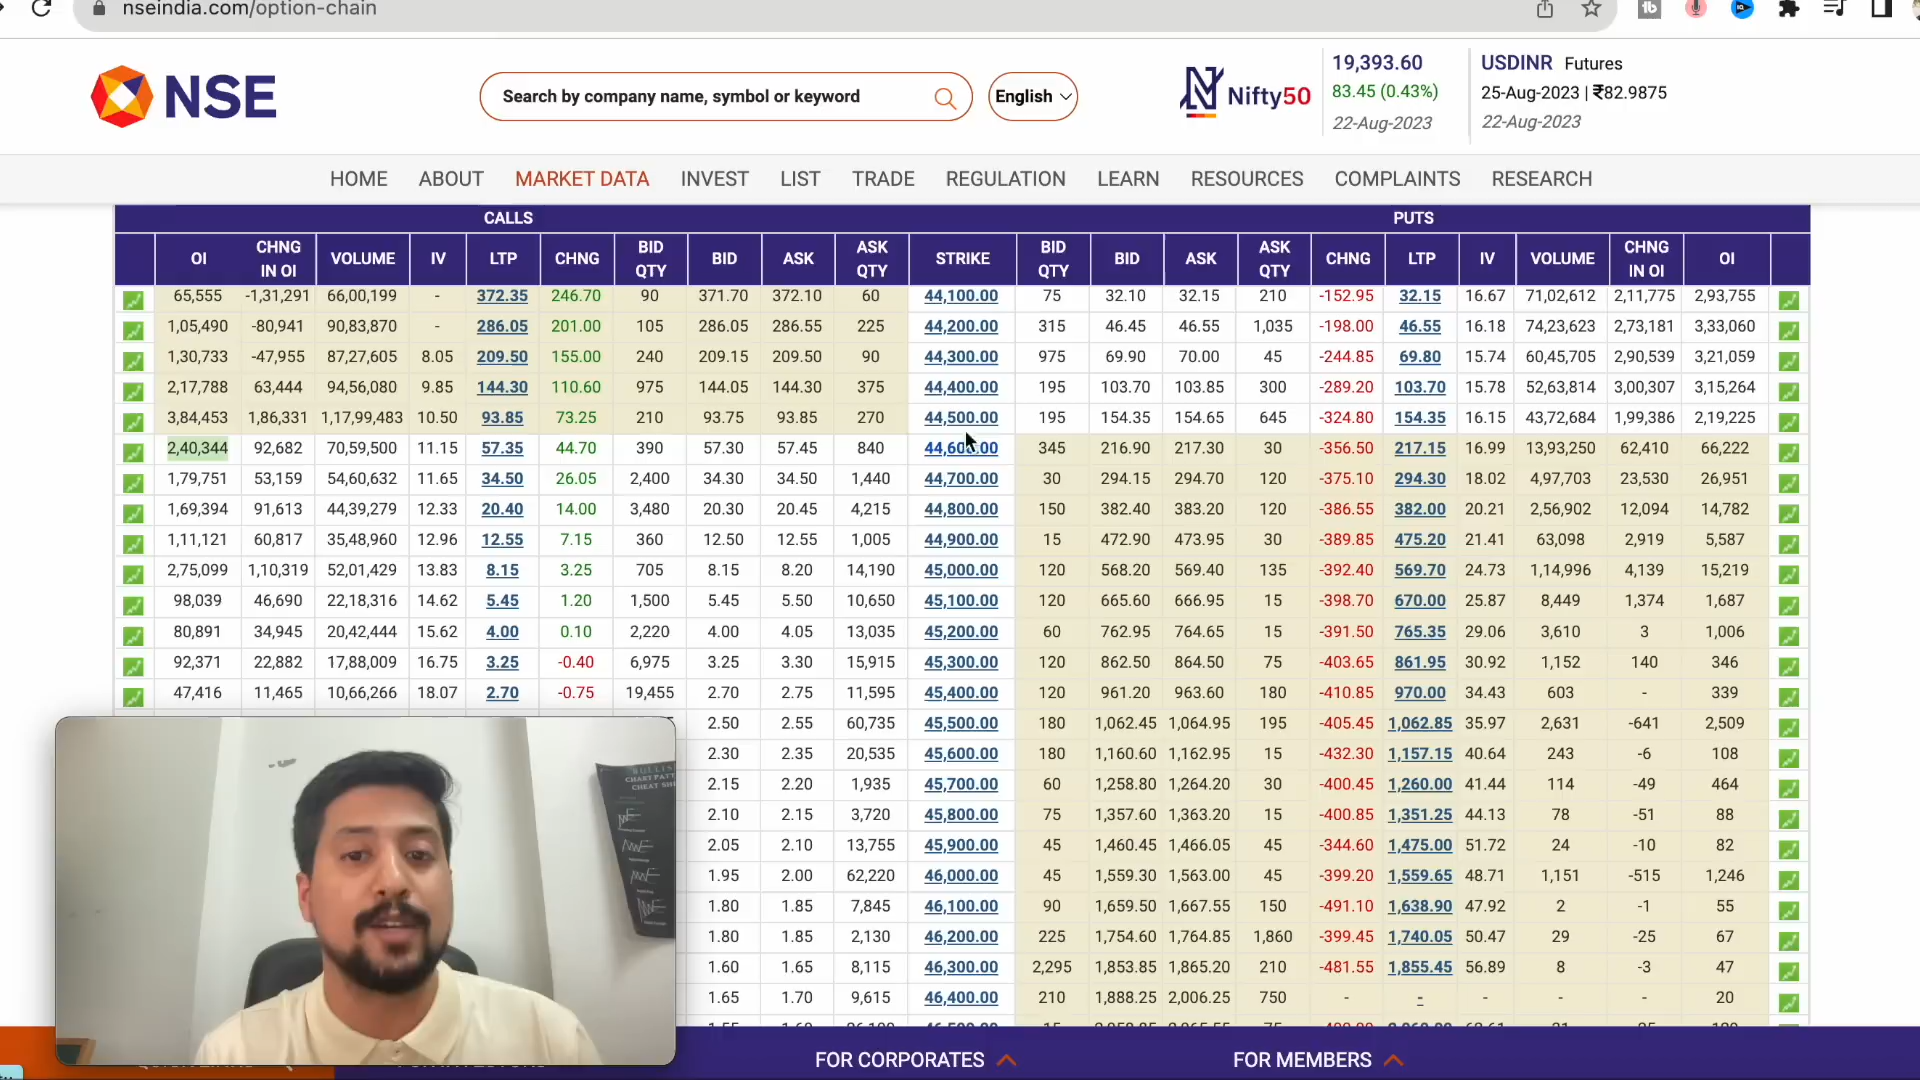 nseindia.com/option-chain
NSE
Search by company name, symbol or keyword
English
Nifty50
19,393.60
83.45 (0.43%)
22-Aug-2023
USDINR Futures
25-Aug-2023 | ₹82.9875
22-Aug-2023
HOME ABOUT MARKET DATA INVEST LIST TRADE REGULATION LEARN RESOURCES COMPLAINTS RESEARCH
CALLS PUTS
OI CHNG IN OI VOLUME IV LTP CHNG BID QTY BID ASK ASK QTY STRIKE BID QTY BID ASK ASK QTY CHNG LTP IV VOLUME CHNG IN OI OI
65,555 -1,31,291 66,00,199 - 372.35 246.70 90 371.70 372.10 60 44,100.00 75 32.10 32.15 210 -152.95 32.15 16.67 71,02,612 2,11,775 2,93,755
1,05,490 -80,941 90,83,870 - 286.05 201.00 105 286.05 286.55 225 44,200.00 315 46.45 46.55 1,035 -198.00 46.55 16.18 74,23,623 2,73,181 3,33,060
1,30,733 -47,955 87,27,605 8.05 209.50 155.00 240 209.15 209.50 90 44,300.00 975 69.90 70.00 45 -244.85 69.80 15.74 60,45,705 2,90,539 3,21,059
2,17,788 63,444 94,56,080 9.85 144.30 110.60 975 144.05 144.30 375 44,400.00 195 103.70 103.85 300 -289.20 103.70 15.78 52,63,814 3,00,307 3,15,264
3,84,453 1,86,331 1,17,99,483 10.50 93.85 73.25 210 93.75 93.85 270 44,500.00 195 154.35 154.65 645 -324.80 154.35 16.15 43,72,684 1,99,386 2,19,225
2,40,344 92,682 70,59,500 11.15 57.35 44.70 390 57.30 57.45 840 44,600.00 345 216.90 217.30 30 -356.50 217.15 16.99 13,93,250 62,410 66,222
1,79,751 53,159 54,60,632 11.65 34.50 26.05 2,400 34.30 34.50 1,440 44,700.00 30 294.15 294.70 120 -375.10 294.30 18.02 4,97,703 23,530 26,951
1,69,394 91,613 44,39,279 12.33 20.40 14.00 3,480 20.30 20.45 4,215 44,800.00 150 382.40 383.20 120 -386.55 382.00 20.21 2,56,902 12,094 14,782
1,11,121 60,817 35,48,960 12.96 12.55 7.15 360 12.50 12.55 1,005 44,900.00 15 472.90 473.95 30 -389.85 475.20 21.41 63,098 2,919 5,587
2,75,099 1,10,319 52,01,429 13.83 8.15 3.25 705 8.15 8.20 14,190 45,000.00 120 568.20 569.40 135 -392.40 569.70 24.73 1,14,996 4,139 15,219
98,039 46,690 22,18,316 14.62 5.45 1.20 1,500 5.45 5.50 10,650 45,100.00 120 665.60 666.95 15 -398.70 670.00 25.87 8,449 1,374 1,687
80,891 34,945 20,42,444 15.62 4.00 0.10 2,220 4.00 4.05 13,035 45,200.00 60 762.95 764.65 15 -391.50 765.35 29.06 3,610 3 1,006
92,371 22,882 17,88,009 16.75 3.25 -0.40 6,975 3.25 3.30 15,915 45,300.00 120 862.50 864.50 75 -403.65 861.95 30.92 1,152 140 346
47,416 11,465 10,66,266 18.07 2.70 -0.75 19,455 2.70 2.75 11,595 45,400.00 120 961.20 963.60 180 -410.85 970.00 34.43 603 - 339
2.50 2.55 60,735 45,500.00 180 1,062.45 1,064.95 195 -405.45 1,062.85 35.97 2,631 -641 2,509
2.30 2.35 20,535 45,600.00 180 1,160.60 1,162.95 15 -432.30 1,157.15 40.64 243 -6 108
2.15 2.20 1,935 45,700.00 60 1,258.80 1,264.20 30 -400.45 1,260.00 41.44 114 -49 464
2.10 2.15 3,720 45,800.00 75 1,357.60 1,363.20 15 -400.85 1,351.25 44.13 78 -51 88
2.05 2.10 13,755 45,900.00 45 1,460.45 1,466.05 45 -344.60 1,475.00 51.72 24 -10 82
1.95 2.00 62,220 46,000.00 45 1,559.30 1,563.00 45 -399.20 1,559.65 48.71 1,151 -515 1,246
1.80 1.85 7,845 46,100.00 90 1,659.50 1,667.55 150 -491.10 1,638.90 47.92 2 -1 55
1.80 1.85 2,130 46,200.00 225 1,754.60 1,764.85 1,860 -399.45 1,740.05 50.47 29 -25 67
1.60 1.65 8,115 46,300.00 2,295 1,853.85 1,865.20 210 -481.55 1,855.45 56.89 8 -3 47
1.65 1.70 9,615 46,400.00 210 1,888.25 2,006.25 750 - - - - - 20
FOR CORPORATES FOR MEMBERS